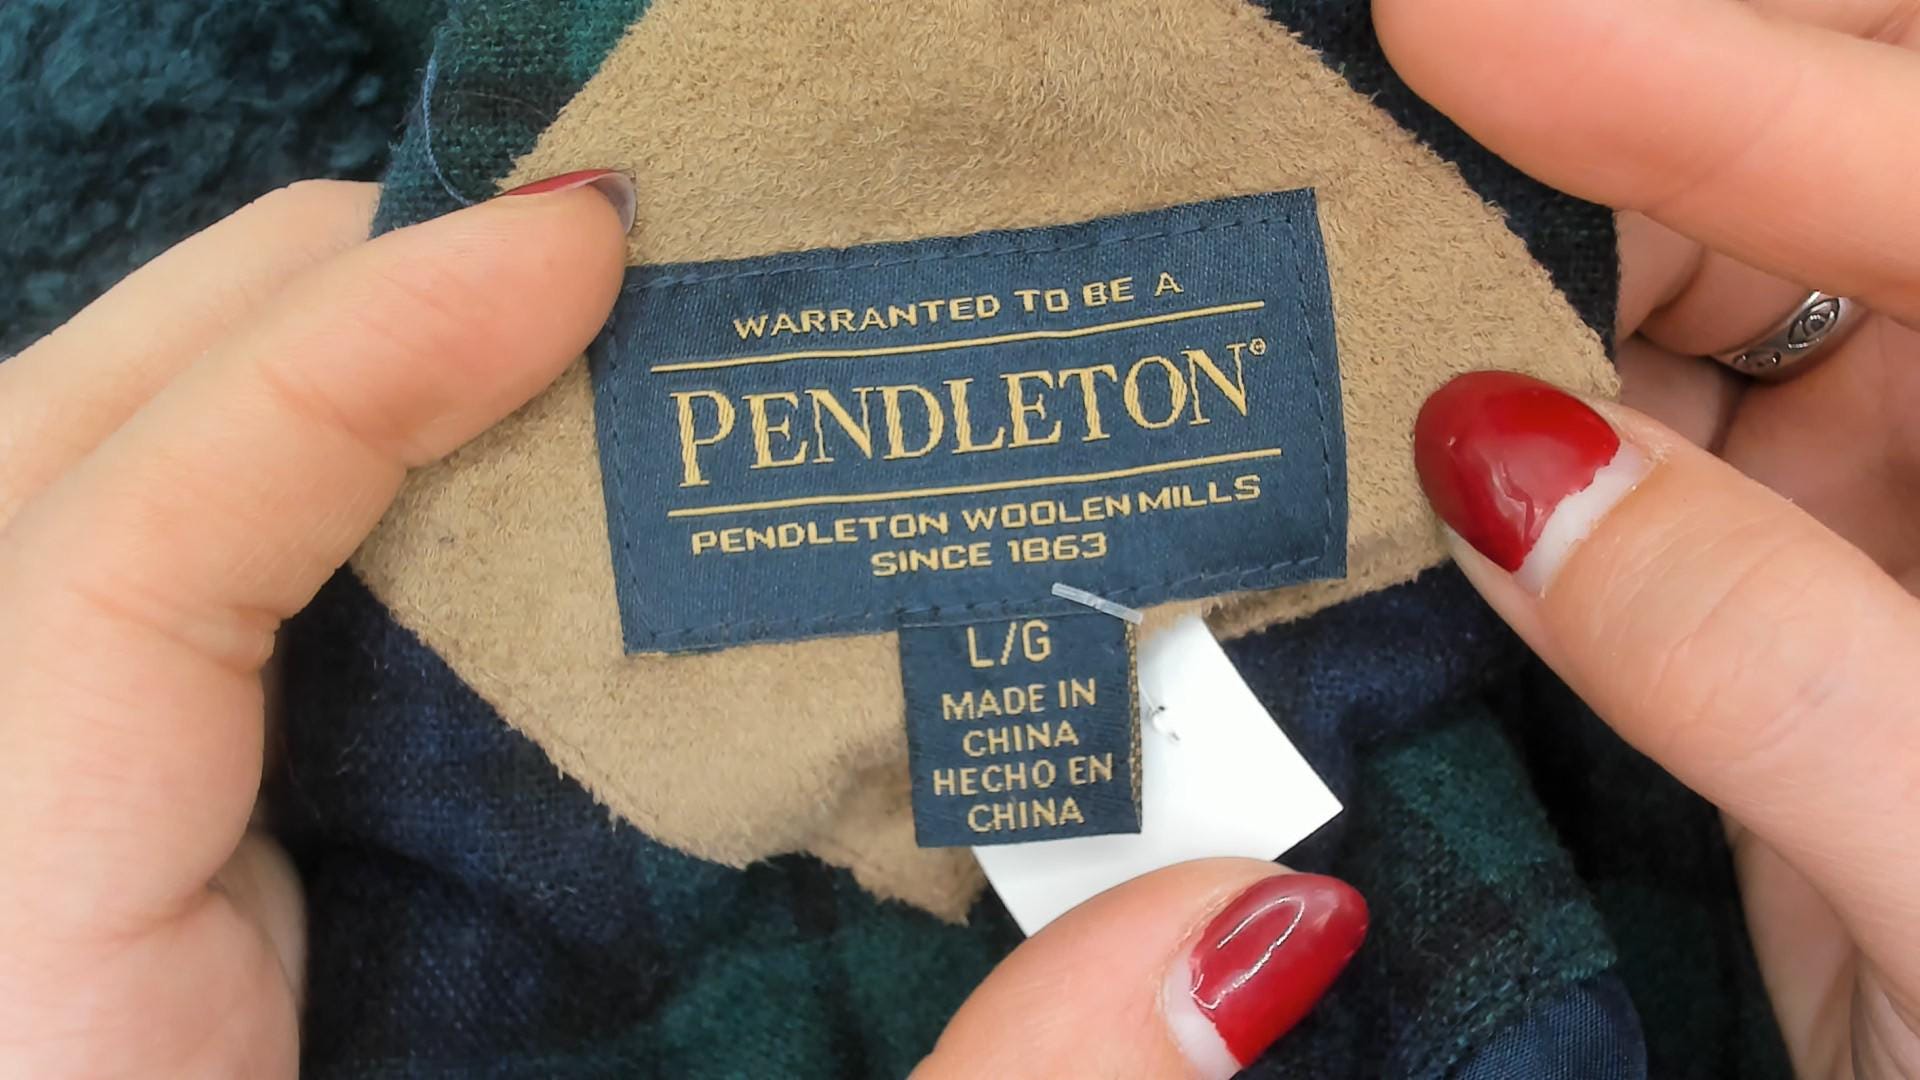 WARRANTED TO BE A
PENDLETON®
PENDLETON WOOLEN MILLS
SINCE 1863
L/G
MADE IN
CHINA
HECHO EN
CHINA